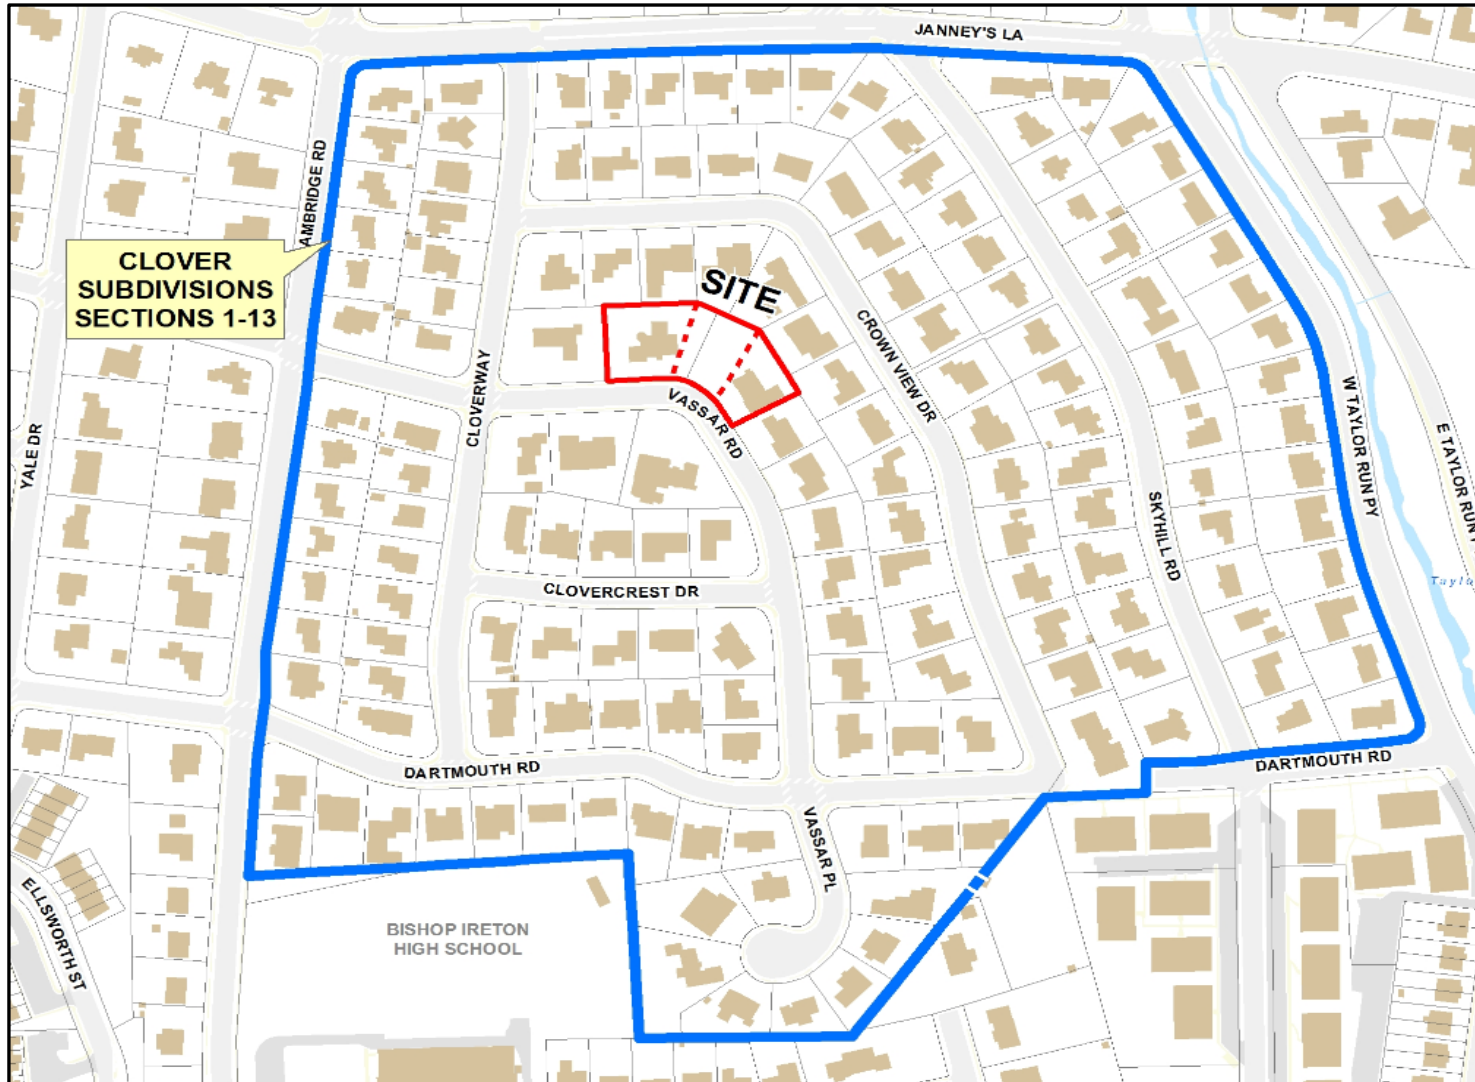 JANNEY'S LA
AMBRIDGE RD
CLOVER
SUBDIVISIONS
SECTIONS 1-13
SITE
CROWN VIEW DR
VASSAR RD
CLOVERWAY
YALE DR
W TAYLOR RUN PY
E TAYLOR RUN
SKYHILL RD
CLOVERCREST DR
DARTMOUTH RD
DARTMOUTH RD
VASSAR PL
ELLSWORTH ST
BISHOP IRETON
HIGH SCHOOL